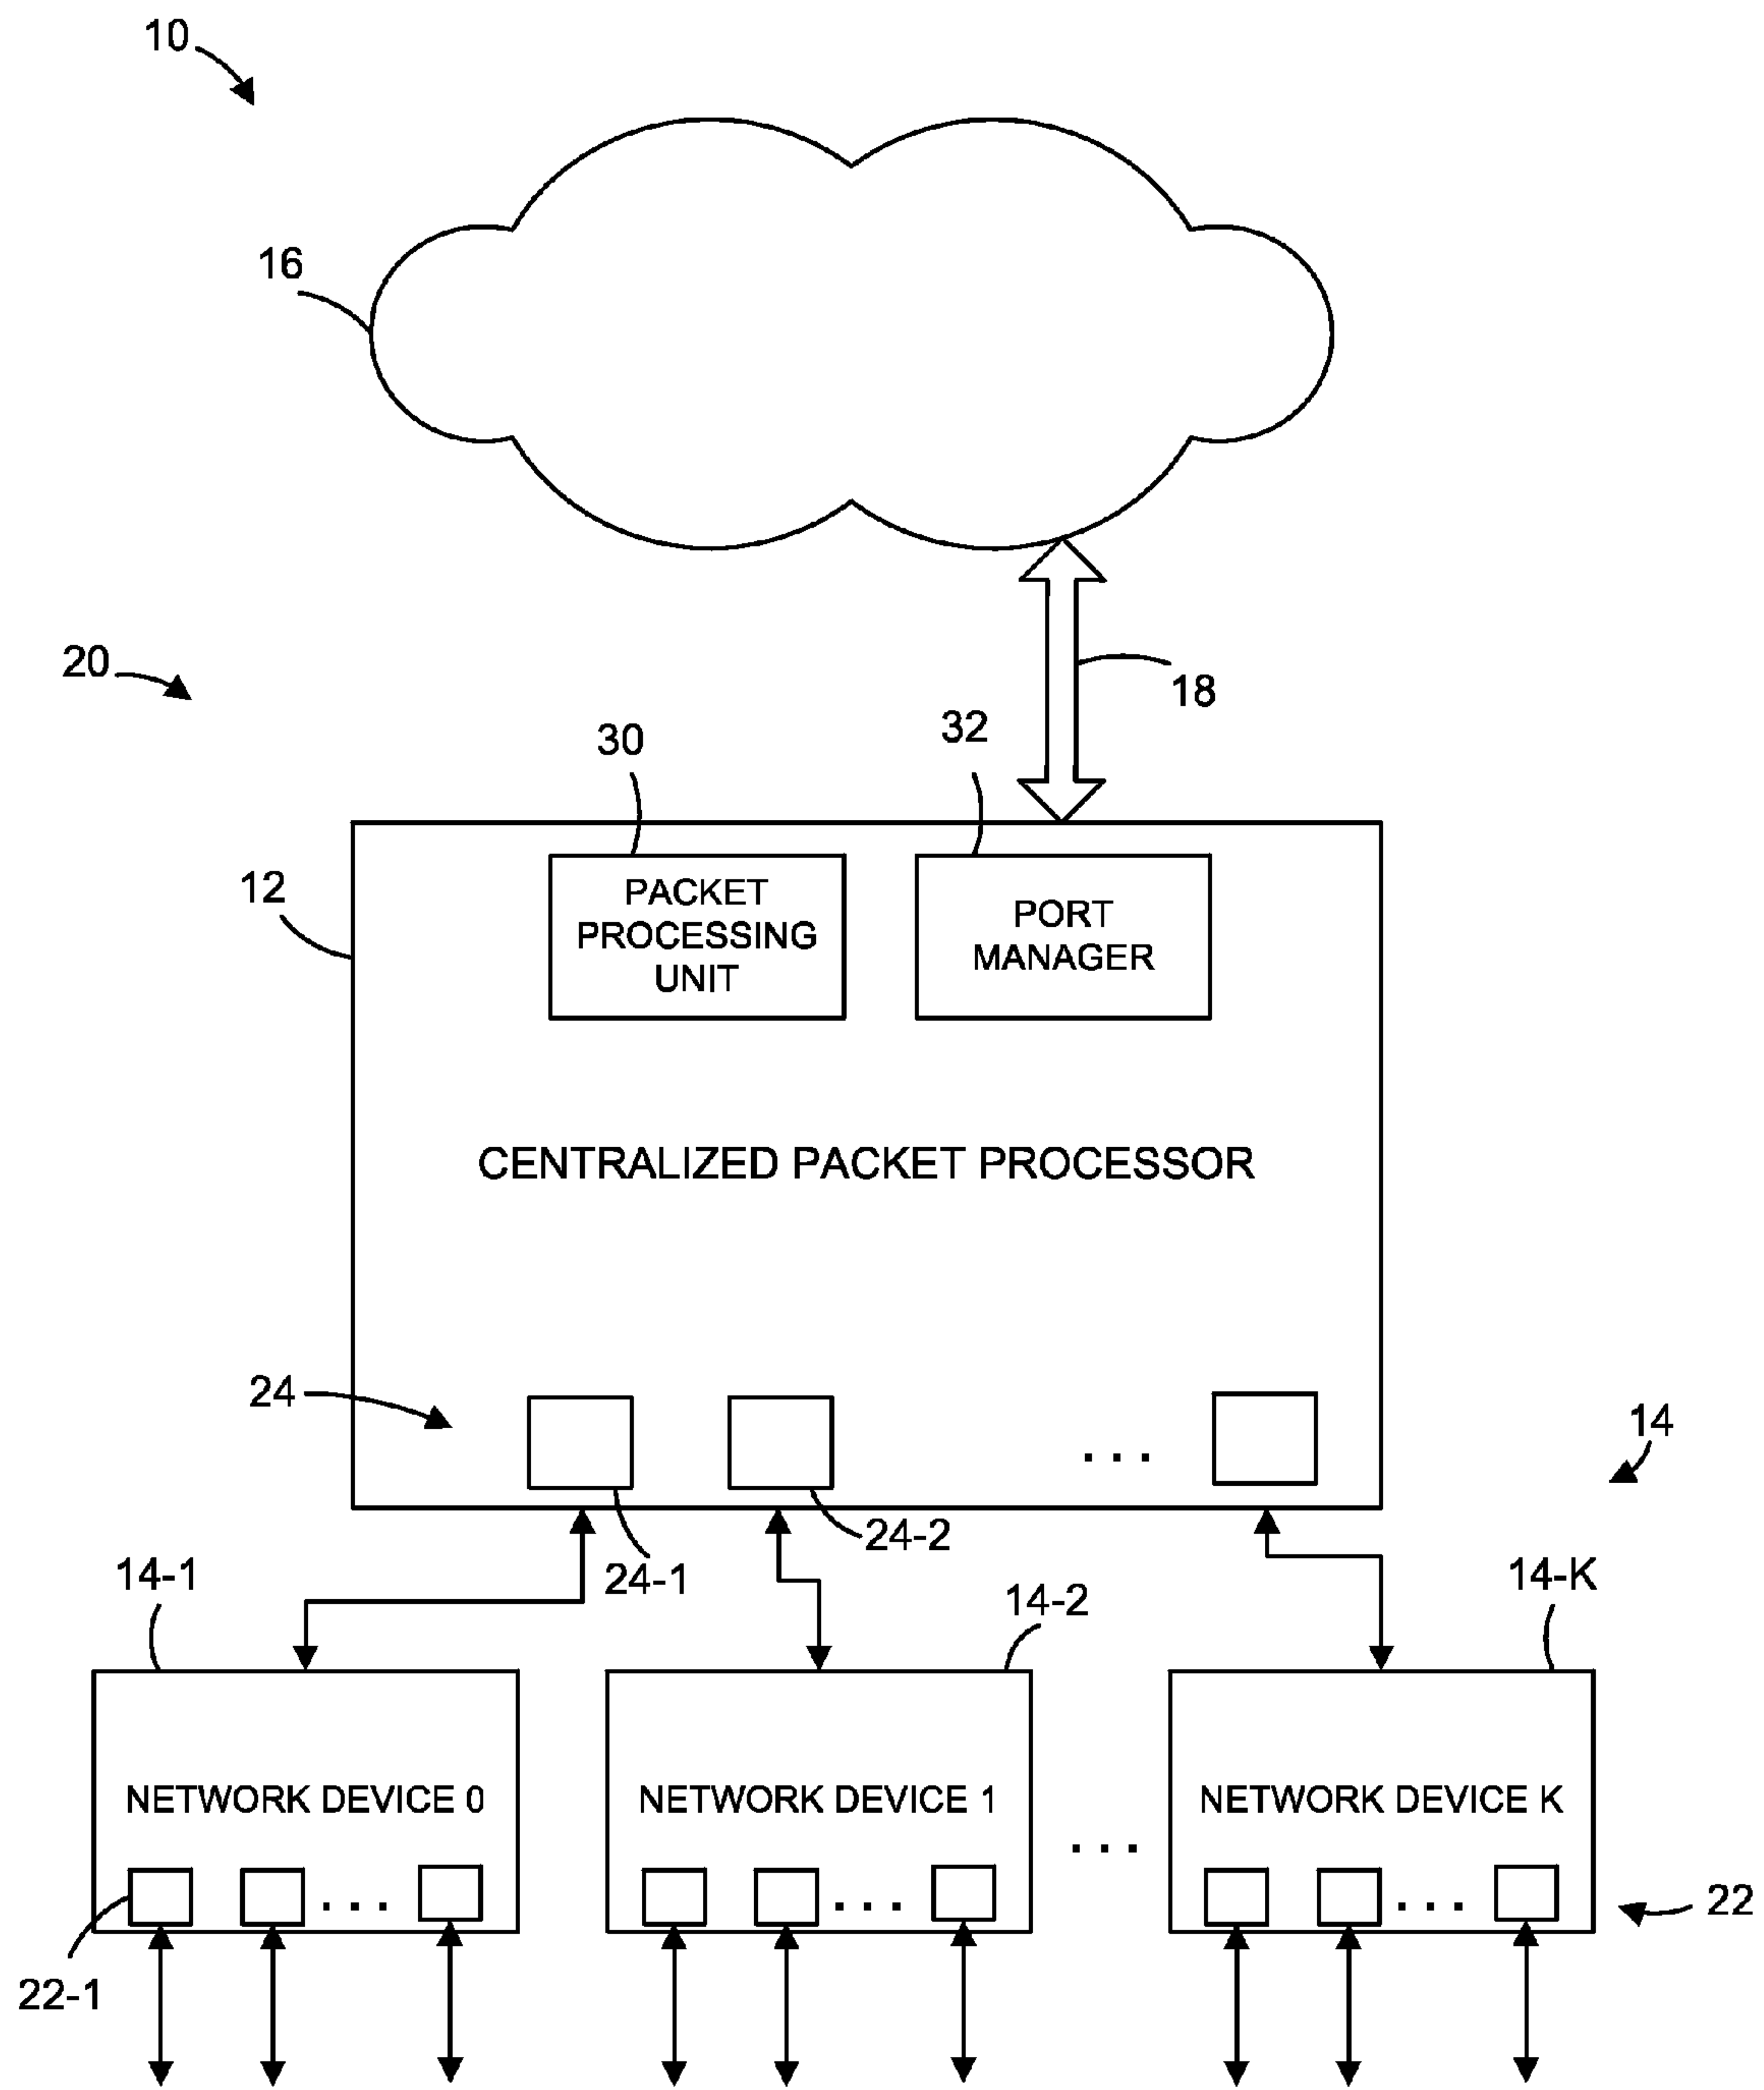 10
16
20
18
30
32
12
PACKET
PROCESSING
UNIT
PORT
MANAGER
CENTRALIZED PACKET PROCESSOR
24
14
24-1
24-2
14-1
14-2
14-K
NETWORK DEVICE 0
NETWORK DEVICE 1
NETWORK DEVICE K
. . .
. . .
. . .
. . .
. . .
22
22-1